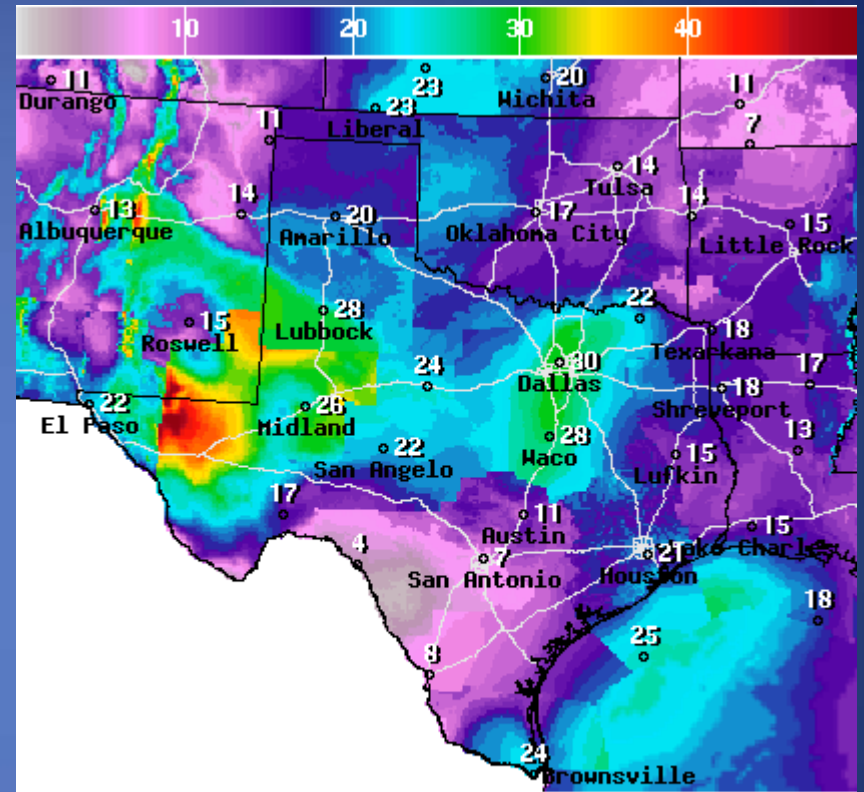 10 20 30 40
23
11 20
Durango Wichita
23
Liberal
11
11
7
14
Tulsa
13 14 20 17 14 15
Albuquerque Amarillo Oklahoma City Little Rock
28 22
15 Lubbock 18
Roswell Texarkana
30
24 Dallas 18 17
22 26 Shreveport
El Paso Midland
22 28 15 13
San Angelo Waco Lufkin
17 11 15
Austin Lake Charl
4 7 21
San Antonio Houston
18
8 25
24
Brownsville